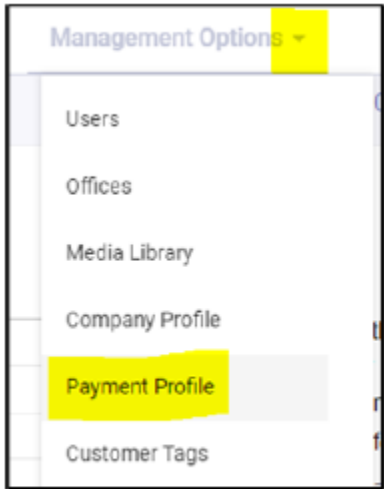 Management Options
Users
Offices
Media Library
Company Profile
Payment Profile
Customer Tags